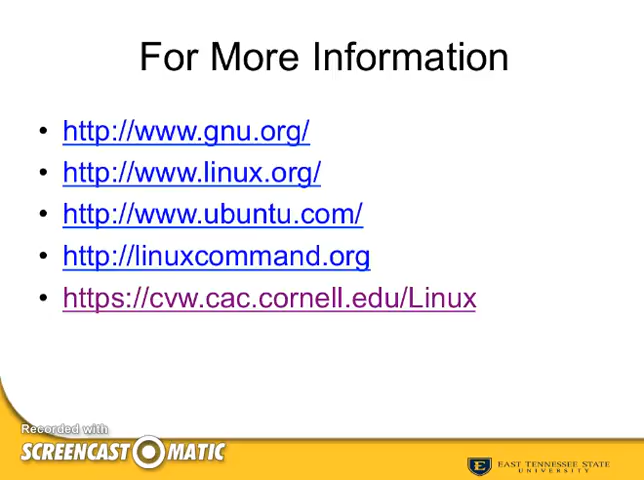 For More Information
• http://www.gnu.org/
• http://www.linux.org/
• http://www.ubuntu.com/
• http://linuxcommand.org
• https://cvw.cac.cornell.edu/Linux
Recorded with
SCREENCAST-O-MATIC
EAST TENNESSEE STATE
UNIVERSITY